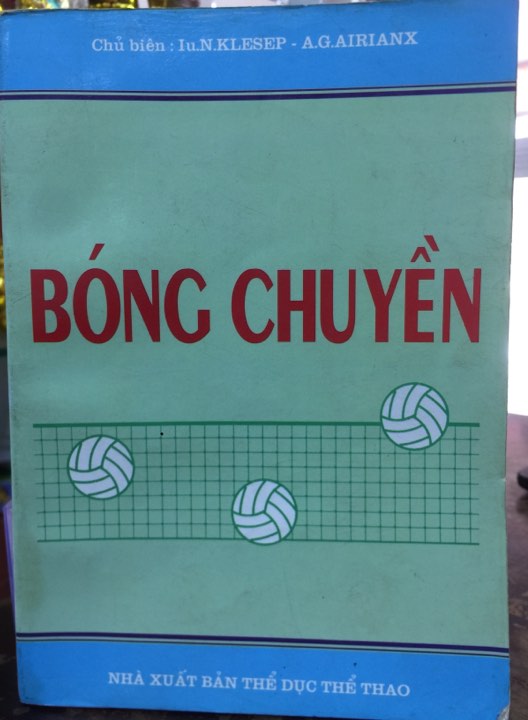 Chủ biên : Iu.N.KLESEP - A.G.AIRIANX
BÓNG CHUYỀN
NHÀ XUẤT BẢN THỂ DỤC THỂ THAO